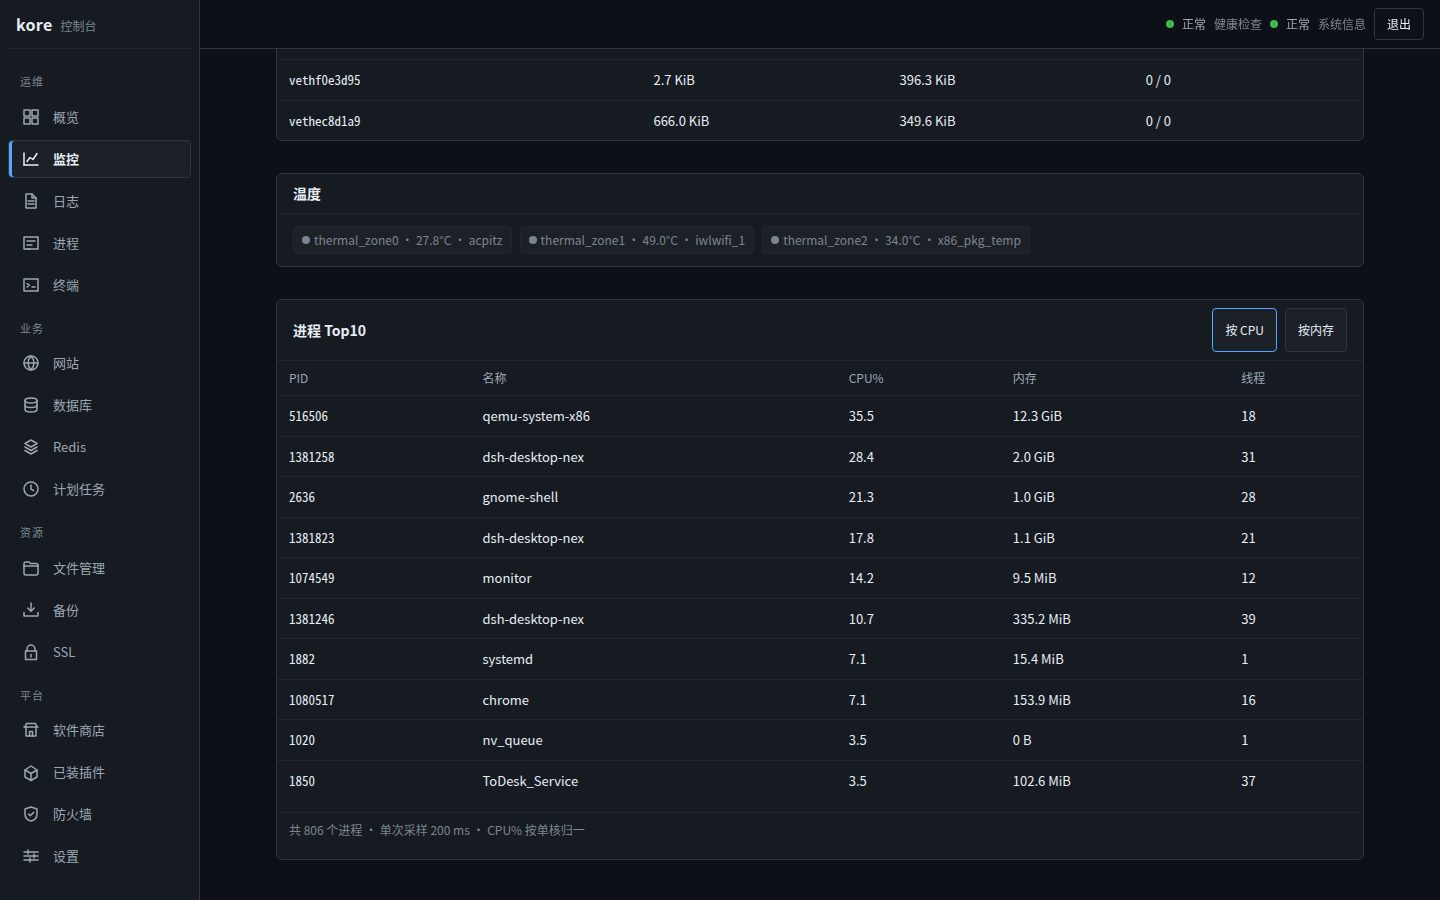 kore 控制台
正常 健康检查 正常 系统信息 退出
运维
概览
监控
日志
进程
终端
业务
网站
数据库
Redis
计划任务
资源
文件管理
备份
SSL
平台
软件商店
已装插件
防火墙
设置
vethf0e3d95 2.7 KiB 396.3 KiB 0 / 0
vethec8d1a9 666.0 KiB 349.6 KiB 0 / 0
温度
thermal_zone0 • 27.8°C • acpitz thermal_zone1 • 49.0°C • iwlwifi_1 thermal_zone2 • 34.0°C • x86_pkg_temp
进程 Top10 按 CPU 按内存
PID 名称 CPU% 内存 线程
516506 qemu-system-x86 35.5 12.3 GiB 18
1381258 dsh-desktop-nex 28.4 2.0 GiB 31
2636 gnome-shell 21.3 1.0 GiB 28
1381823 dsh-desktop-nex 17.8 1.1 GiB 21
1074549 monitor 14.2 9.5 MiB 12
1381246 dsh-desktop-nex 10.7 335.2 MiB 39
1882 systemd 7.1 15.4 MiB 1
1080517 chrome 7.1 153.9 MiB 16
1020 nv_queue 3.5 0 B 1
1850 ToDesk_Service 3.5 102.6 MiB 37
共 806 个进程 • 单次采样 200 ms • CPU% 按单核归一